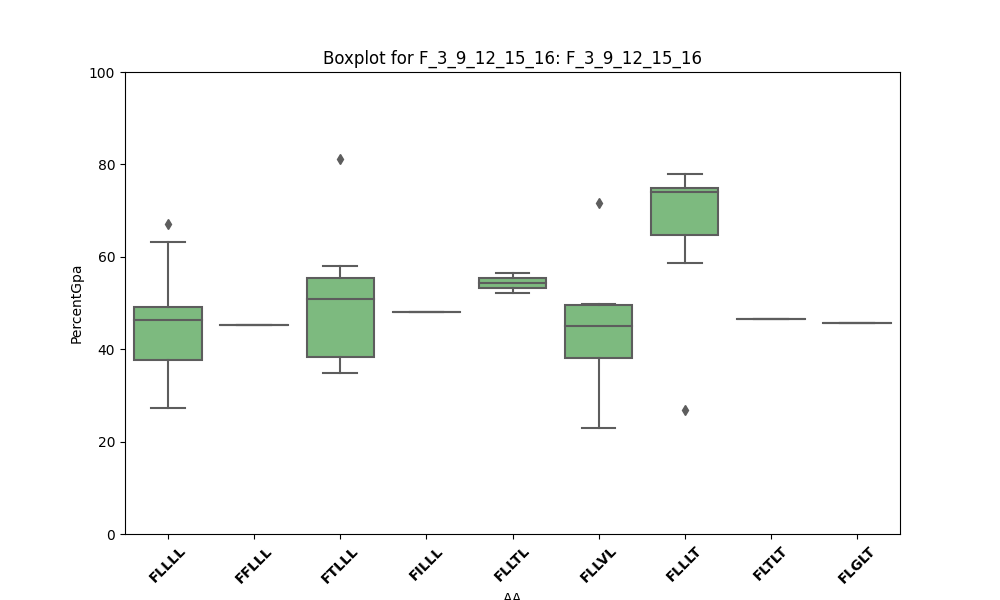 Boxplot for F_3_9_12_15_16: F_3_9_12_15_16
PercentGpa
100
80
60
40
20
0
FLLLL
FFLLL
FTLLL
FILLL
FLLTL
FLLVL
FLLLT
FLTLT
FLGLT
AA